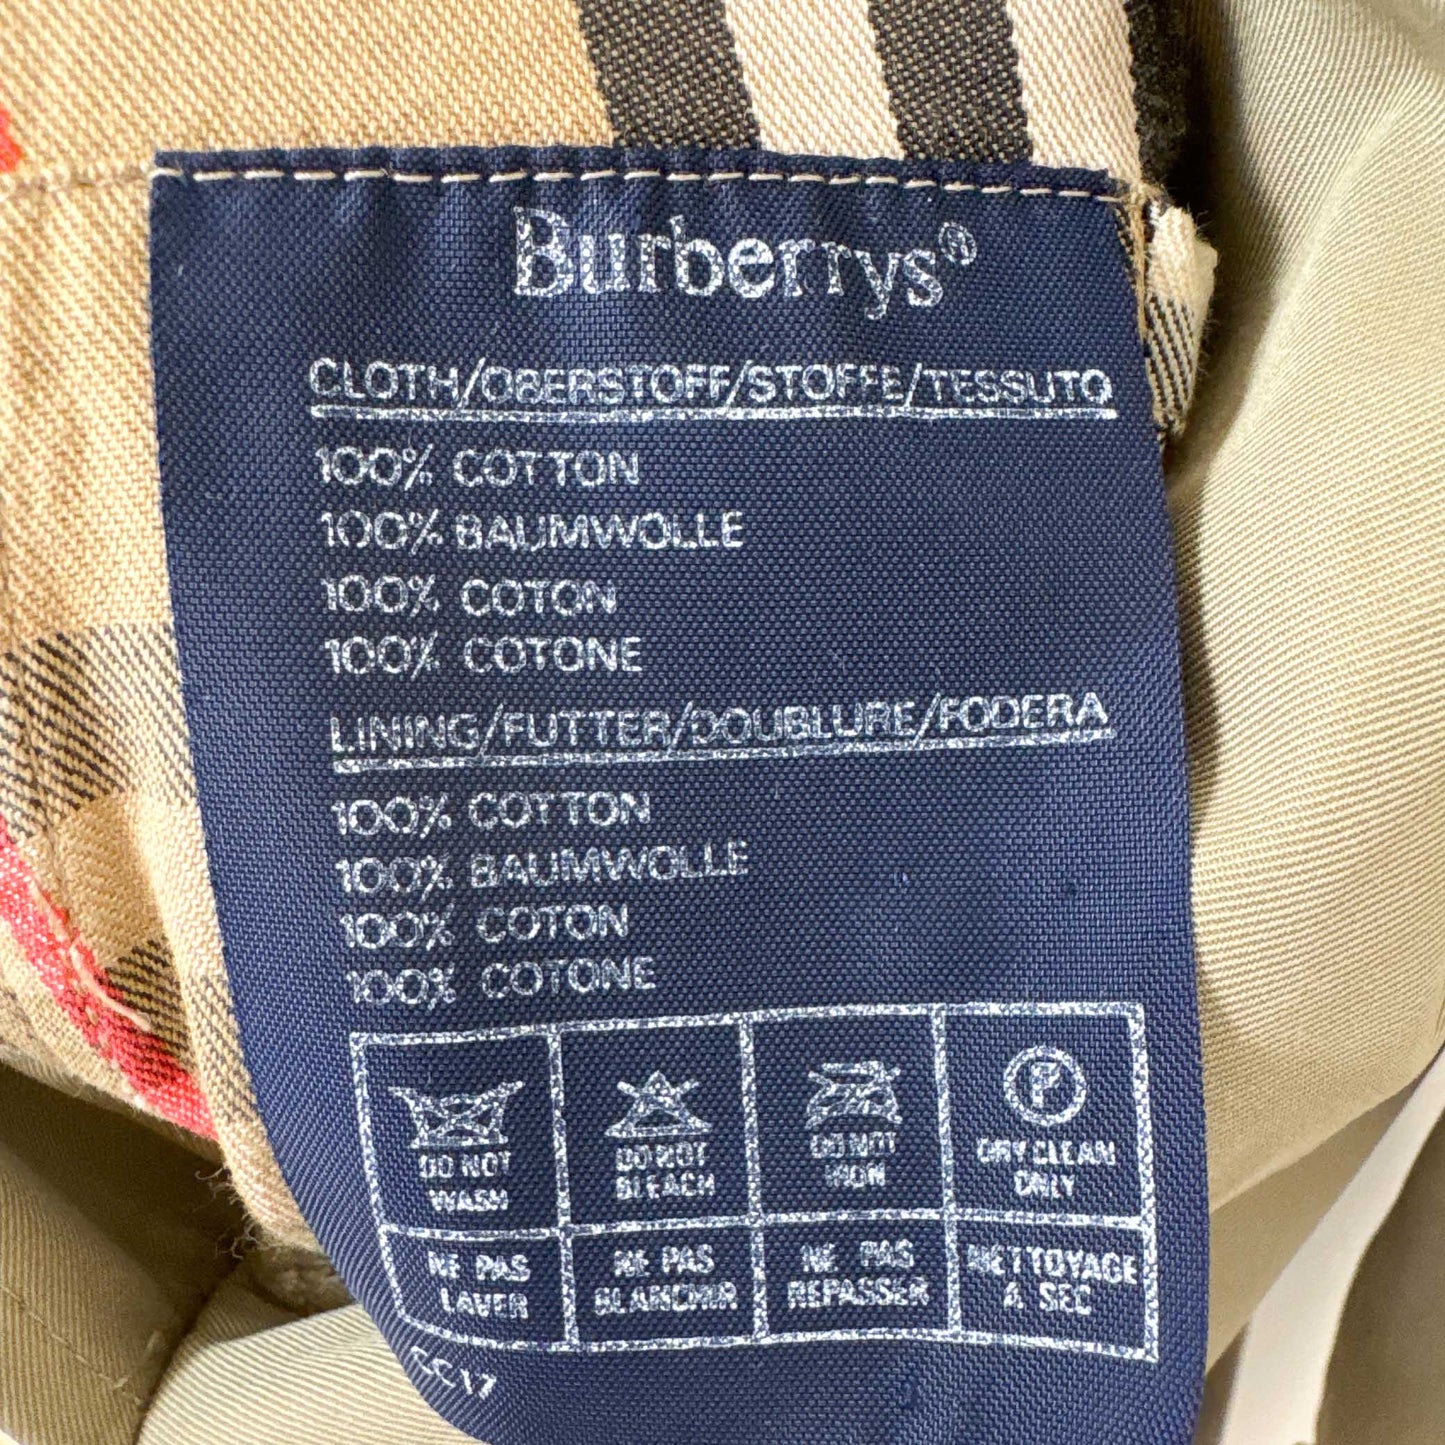 Burberrys®
CLOTH/OBERSTOFF/STOFFE/TESSUTO
100% COTTON
100% BAUMWOLLE
100% COTON
100% COTONE
LINING/FUTTER/DOUBLURE/FODERA
100% COTTON
100% BAUMWOLLE
100% COTON
100% COTONE
P
DO NOT WASH
DO NOT BLEACH
DO NOT IRON
DRY CLEAN ONLY
NE PAS LAVER
NE PAS BLANCHIR
NE PAS REPASSER
NETTOYAGE A SEC